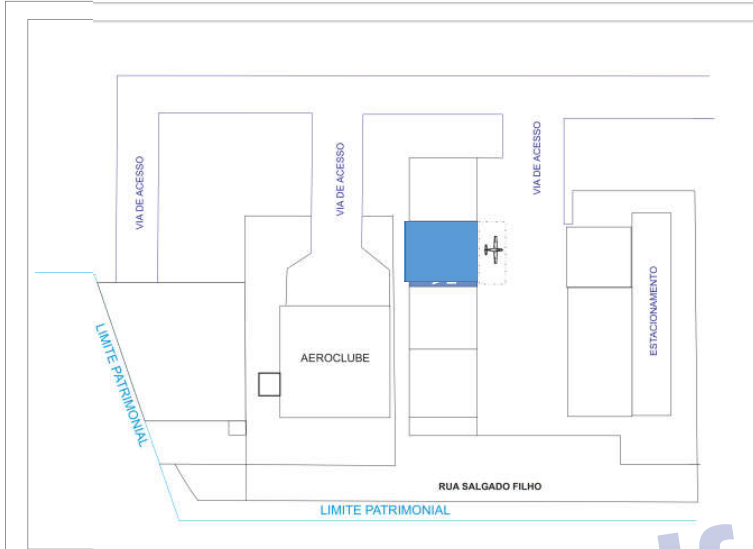 VIA DE ACESSO
VIA DE ACESSO
VIA DE ACESSO
ESTACIONAMENTO
AEROCLUBE
LIMITE PATRIMONIAL
RUA SALGADO FILHO
LIMITE PATRIMONIAL